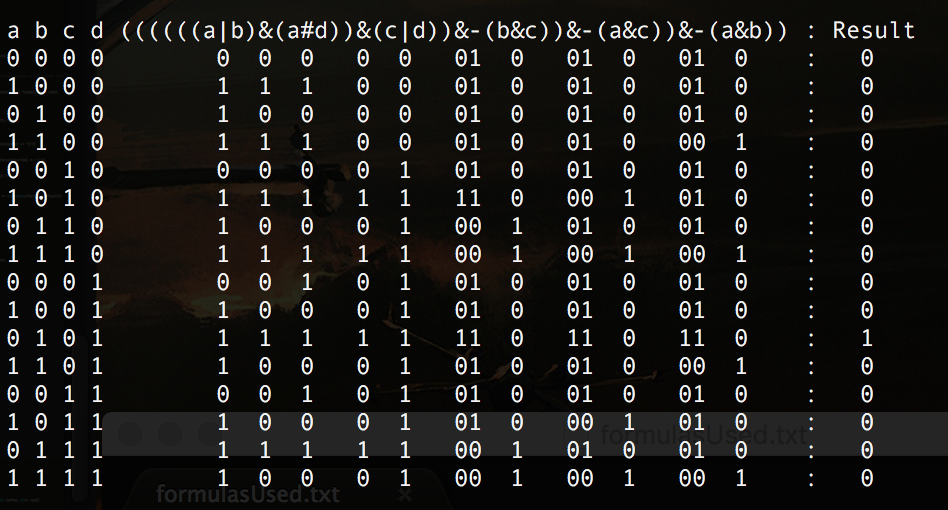 a b c d ((((((a|b)&(a#d))&(c|d))&-(b&c))&-(a&c))&-(a&b)) : Result
0 0 0 0 0 0 0 0 0 01 0 01 0 01 0 : 0
1 0 0 0 1 1 1 0 0 01 0 01 0 01 0 : 0
0 1 0 0 1 0 0 0 0 01 0 01 0 01 0 : 0
1 1 0 0 1 1 1 0 0 01 0 01 0 00 1 : 0
0 0 1 0 0 0 0 0 1 01 0 01 0 01 0 : 0
1 0 1 0 1 1 1 1 1 11 0 00 1 01 0 : 0
0 1 1 0 1 0 0 0 1 00 1 01 0 01 0 : 0
1 1 1 0 1 1 1 1 1 00 1 00 1 00 1 : 0
0 0 0 1 0 0 1 0 1 01 0 01 0 01 0 : 0
1 0 0 1 1 0 0 0 1 01 0 01 0 01 0 : 0
0 1 0 1 1 1 1 1 1 11 0 11 0 11 0 : 1
1 1 0 1 1 0 0 0 1 01 0 01 0 00 1 : 0
0 0 1 1 0 0 1 0 1 01 0 01 0 01 0 : 0
1 0 1 1 1 0 0 0 1 01 0 00 1 01 0 : 0
formulasUsed.txt
0 1 1 1 1 1 1 1 1 00 1 01 0 01 0 : 0
1 1 1 1 1 0 0 0 1 00 1 00 1 00 1 : 0
formulasUsed.txt ×